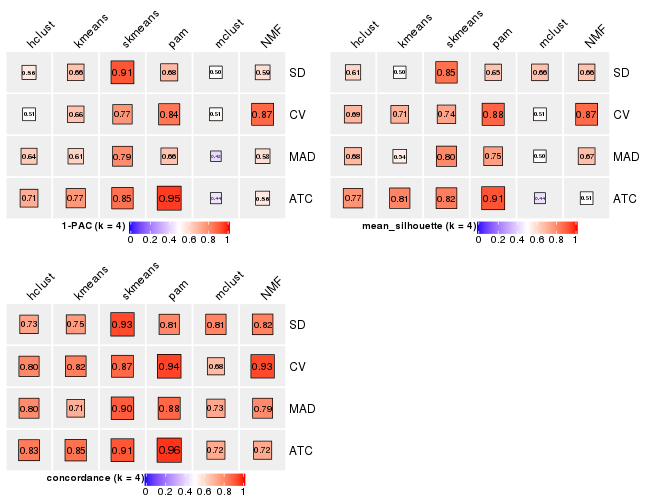 hclust kmeans skmeans pam mclust NMF
0.56 0.66 0.91 0.68 0.50 0.59 SD
0.51 0.66 0.77 0.84 0.51 0.87 CV
0.64 0.61 0.79 0.66 0.42 0.58 MAD
0.71 0.77 0.85 0.95 0.44 0.56 ATC
1-PAC (k = 4)
0 0.2 0.4 0.6 0.8 1
hclust kmeans skmeans pam mclust NMF
0.61 0.50 0.85 0.65 0.66 0.66 SD
0.69 0.71 0.74 0.88 0.51 0.87 CV
0.68 0.54 0.80 0.75 0.50 0.67 MAD
0.77 0.81 0.82 0.91 0.44 0.51 ATC
mean_silhouette (k = 4)
0 0.2 0.4 0.6 0.8 1
hclust kmeans skmeans pam mclust NMF
0.73 0.75 0.93 0.81 0.81 0.82 SD
0.80 0.82 0.87 0.94 0.68 0.93 CV
0.80 0.71 0.90 0.88 0.73 0.79 MAD
0.83 0.85 0.91 0.96 0.72 0.72 ATC
concordance (k = 4)
0 0.2 0.4 0.6 0.8 1